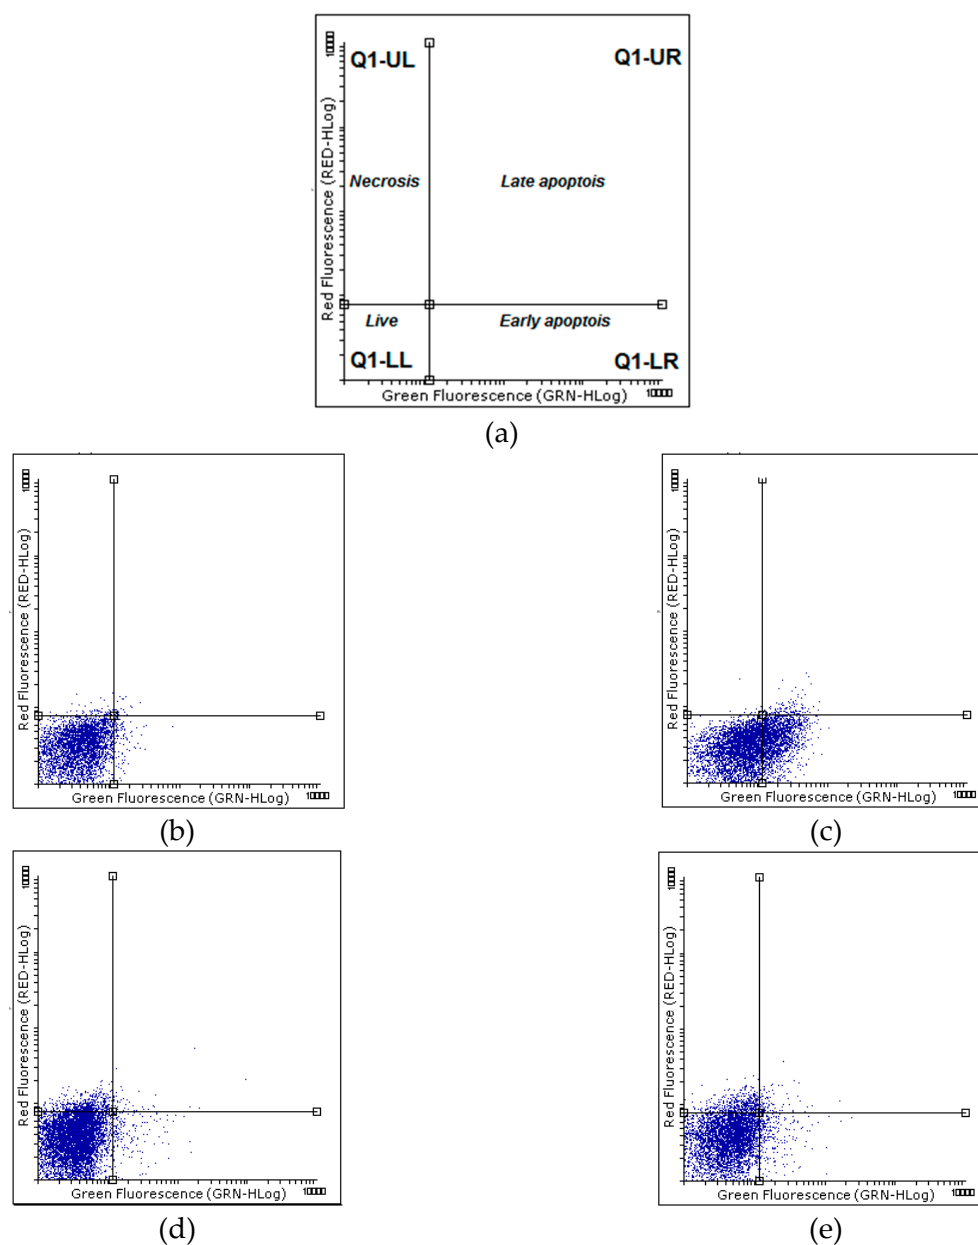 Q1-UL
Q1-UR
Red Fluorescence (RED-HLog)
Necrosis
Late apoptois
Live
Early apoptois
Q1-LL
Q1-LR
Green Fluorescence (GRN-HLog)
(a)
Red Fluorescence (RED-HLog)
Green Fluorescence (GRN-HLog)
(b)
Red Fluorescence (RED-HLog)
Green Fluorescence (GRN-HLog)
(c)
Red Fluorescence (RED-HLog)
Green Fluorescence (GRN-HLog)
(d)
Red Fluorescence (RED-HLog)
Green Fluorescence (GRN-HLog)
(e)